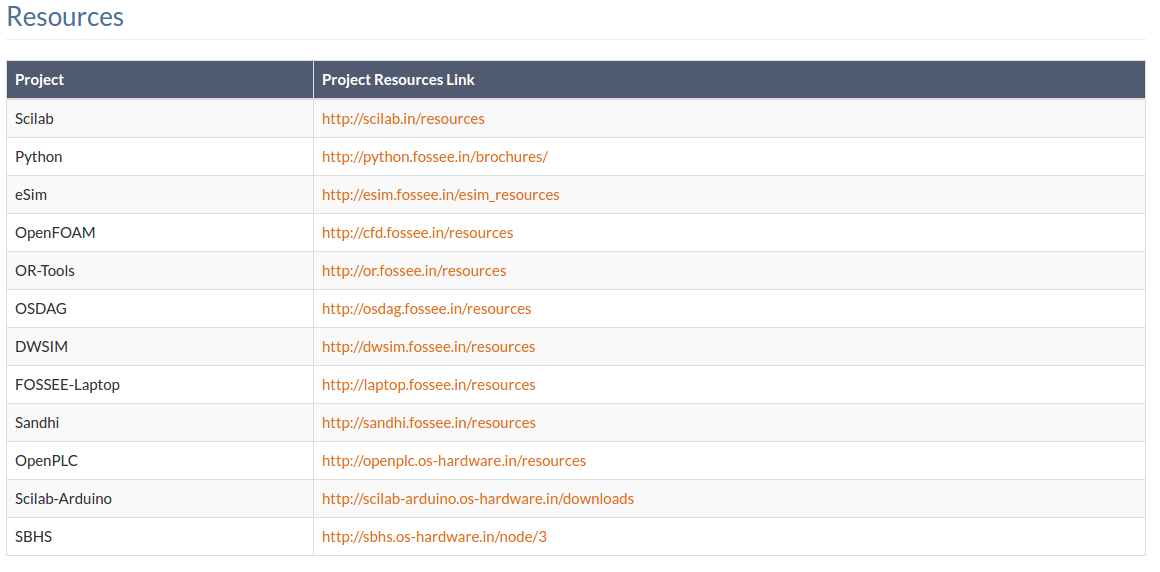 Resources
Project Project Resources Link
Scilab http://scilab.in/resources
Python http://python.fossee.in/brochures/
eSim http://esim.fossee.in/esim_resources
OpenFOAM http://cfd.fossee.in/resources
OR-Tools http://or.fossee.in/resources
OSDAG http://osdag.fossee.in/resources
DWSIM http://dwsim.fossee.in/resources
FOSSEE-Laptop http://laptop.fossee.in/resources
Sandhi http://sandhi.fossee.in/resources
OpenPLC http://openplc.os-hardware.in/resources
Scilab-Arduino http://scilab-arduino.os-hardware.in/downloads
SBHS http://sbhs.os-hardware.in/node/3